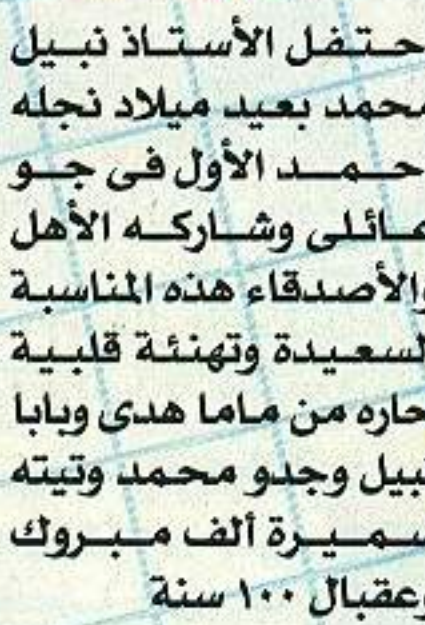 حتفل الأستاذ نبيل
محمد بعيد ميلاد نجله
حمد الأول فى جو
عائلى وشاركه الأهل
والأصدقاء هذه المناسبة
لسعيدة وتهنئة قلبية
حاره من ماما هدى وبابا
نبيل وجدو محمد وتيته
سميرة ألف مبروك
وعقبال ١٠٠ سنة